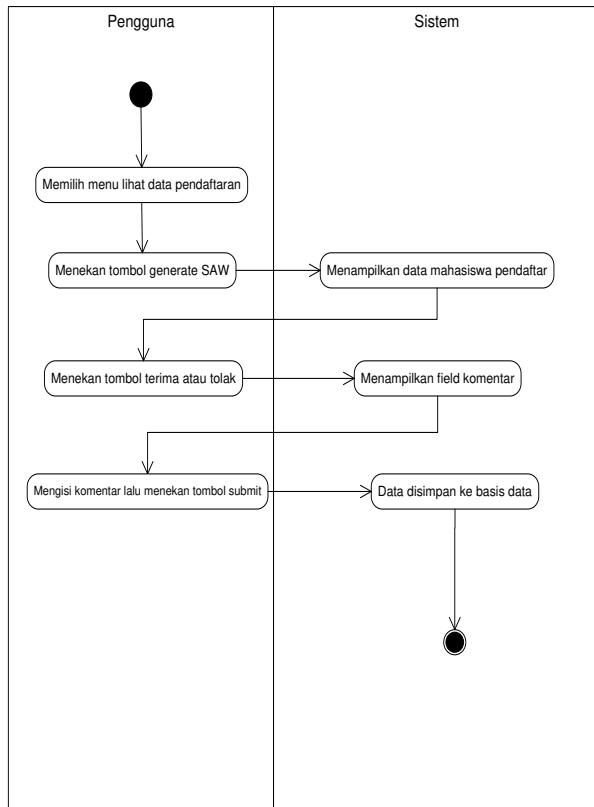 Pengguna
Sistem
Memilih menu lihat data pendaftaran
Menekan tombol generate SAW
Menampilkan data mahasiswa pendaftar
Menekan tombol terima atau tolak
Menampilkan field komentar
Mengisi komentar lalu menekan tombol submit
Data disimpan ke basis data